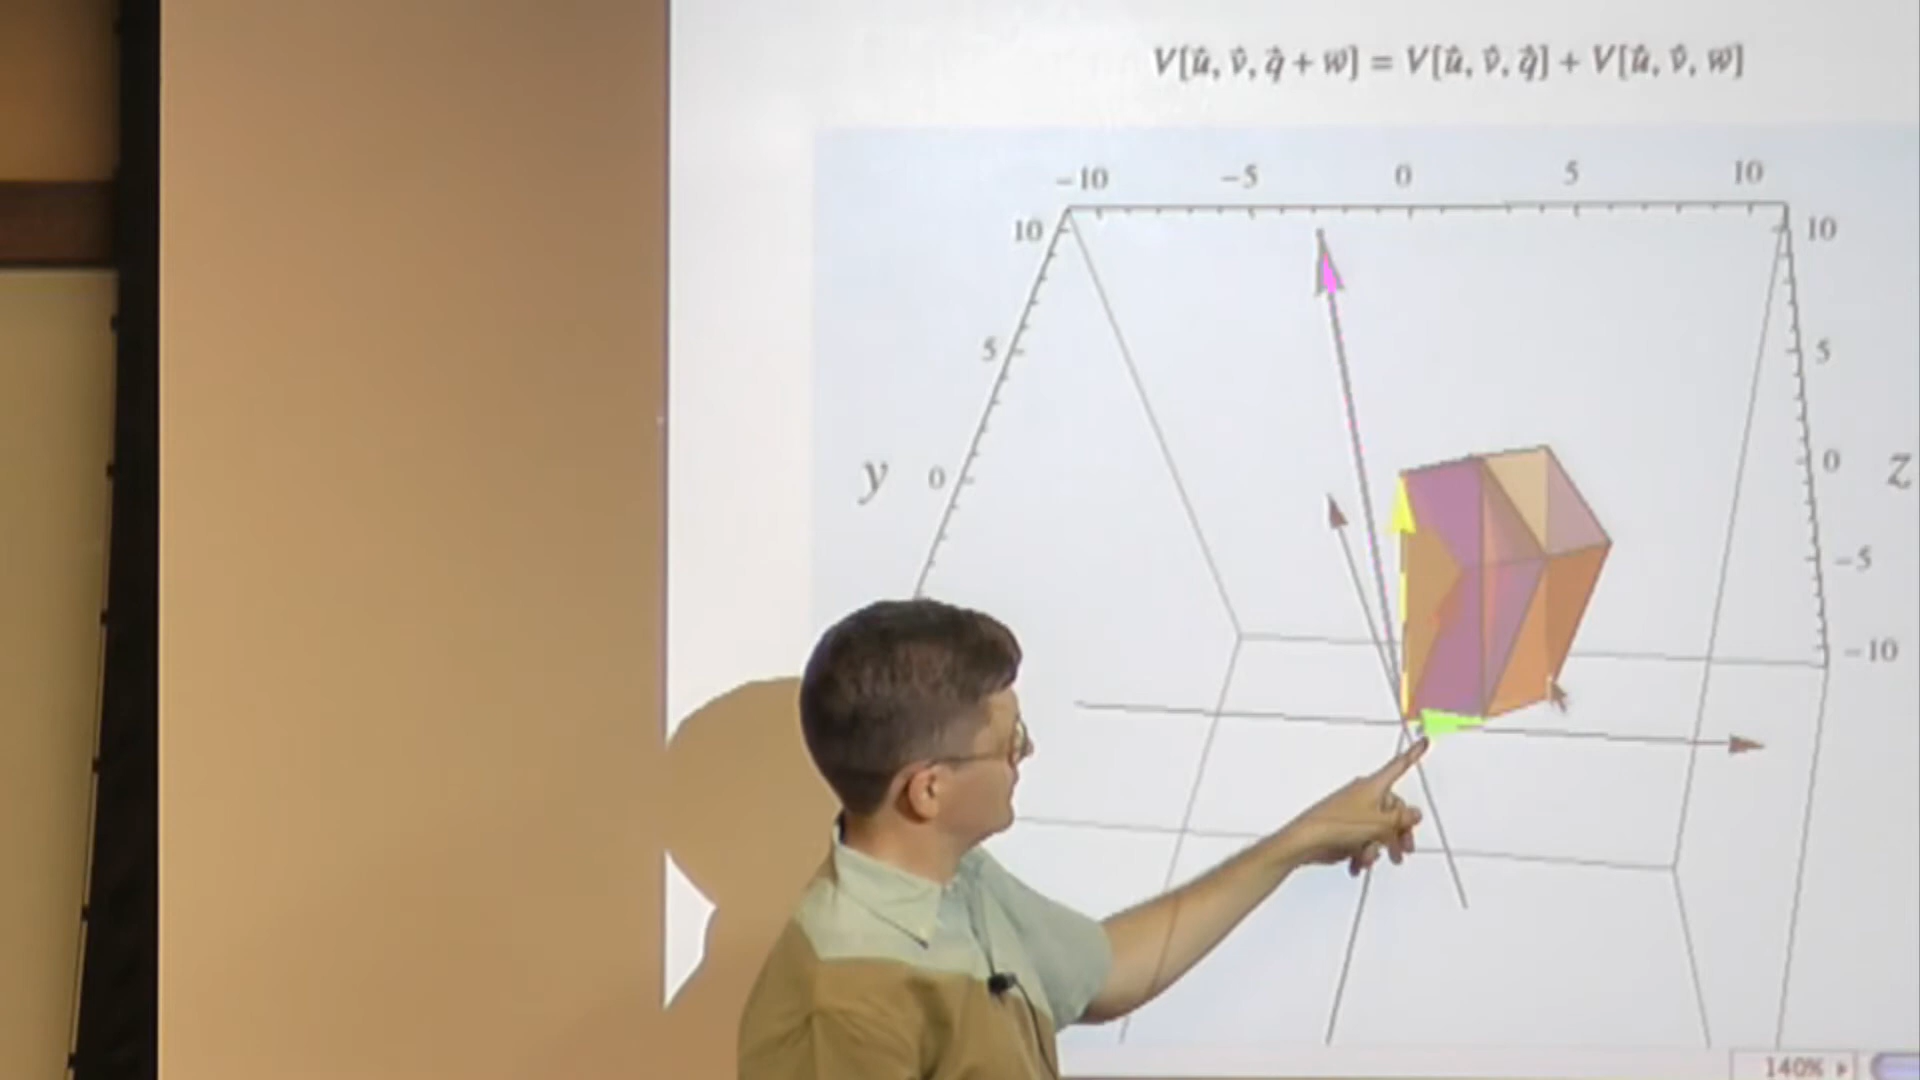 V[û, v̂, q̂ + w] = V[û, v̂, q̂] + V[û, v̂, w]
−10 −5 0 5 10
10 10
5 5
y 0 0 z
−5
−10
140%